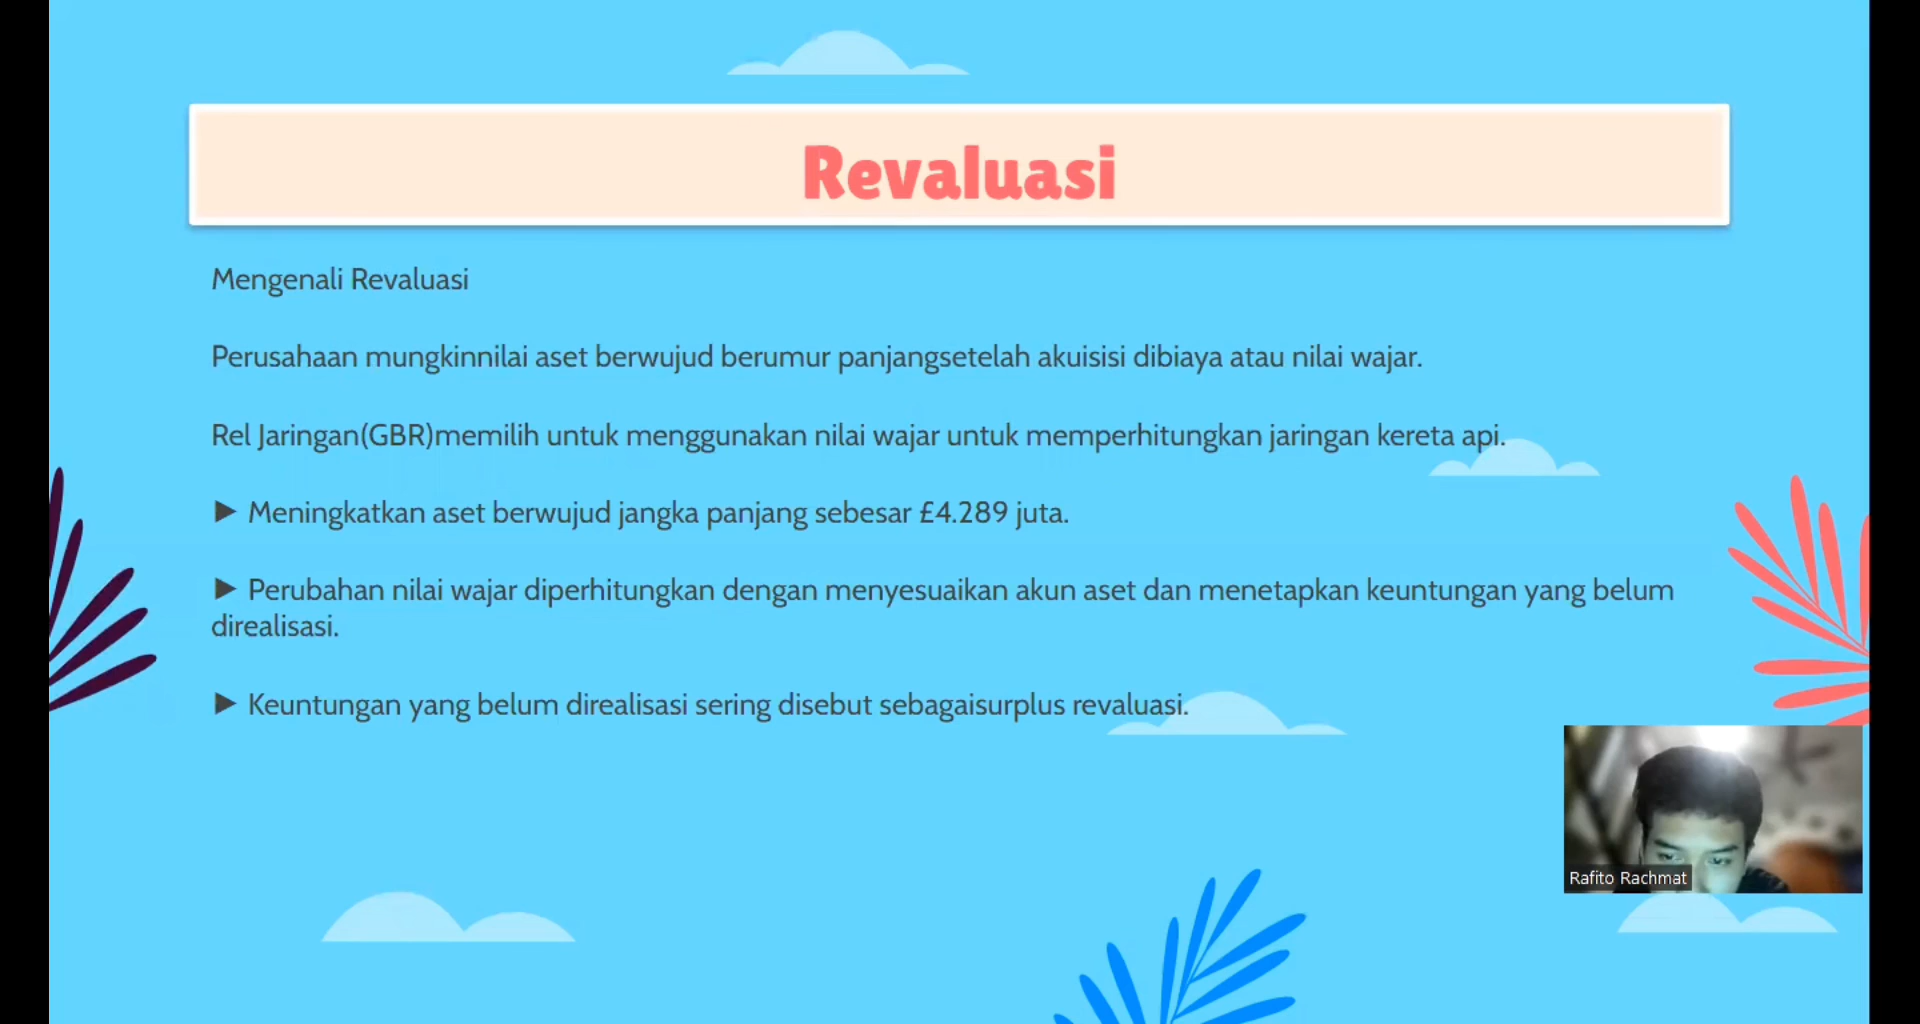 Revaluasi
Mengenali Revaluasi
Perusahaan mungkinnilai aset berwujud berumur panjangsetelah akuisisi dibiaya atau nilai wajar.
Rel Jaringan(GBR)memilih untuk menggunakan nilai wajar untuk memperhitungkan jaringan kereta api.
► Meningkatkan aset berwujud jangka panjang sebesar £4.289 juta.
► Perubahan nilai wajar diperhitungkan dengan menyesuaikan akun aset dan menetapkan keuntungan yang belum
direalisasi.
► Keuntungan yang belum direalisasi sering disebut sebagaisurplus revaluasi.
Rafito Rachmat